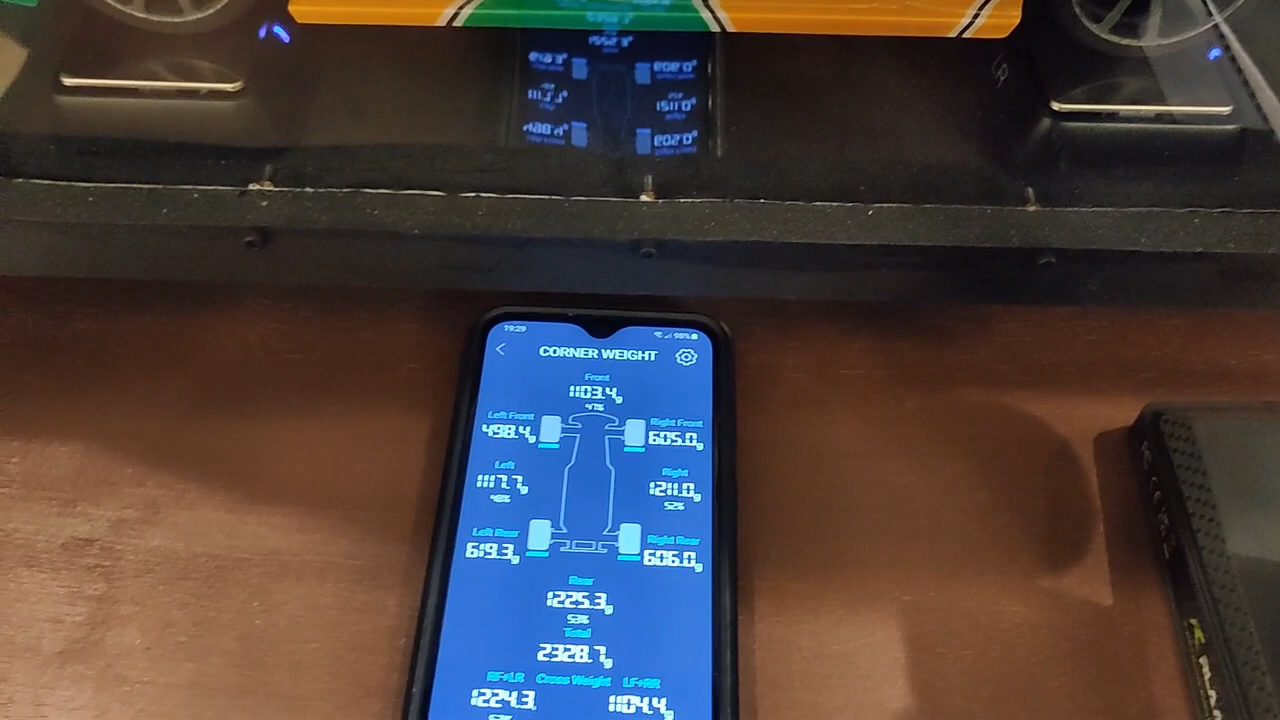 19:29 98%
CORNER WEIGHT
Front
1103.4g
47%
Left Front Right Front
498.4g 605.0g
Left Right
1117.7g 1211.0g
48% 52%
Left Rear Right Rear
619.3g 606.0g
Rear
1225.3g
53%
Total
2328.7g
RF+LR Cross Weight LF+RR
1224.3 1104.4g